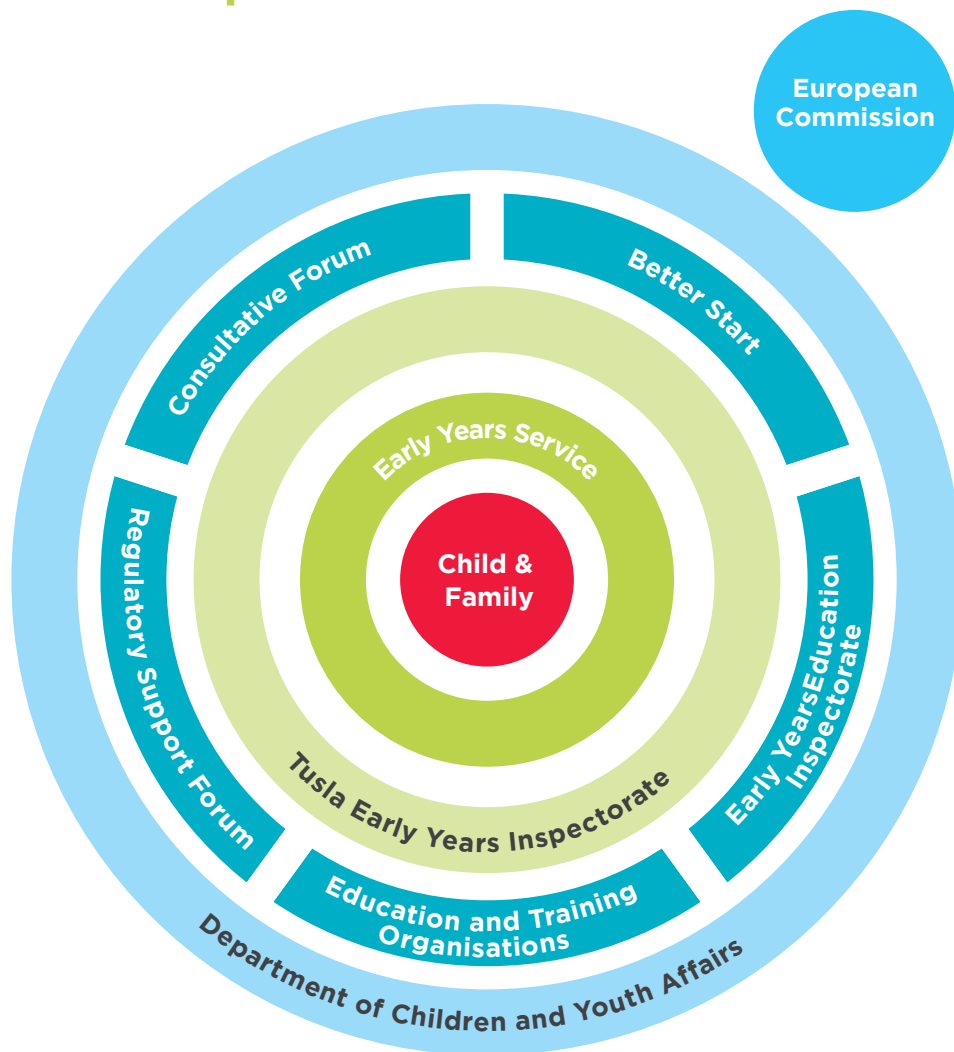 European
Commission
Consultative Forum
Better Start
Early Years Service
Child &
Family
Regulatory Support Forum
Early YearsEducation
Inspectorate
Tusla Early Years Inspectorate
Education and Training
Organisations
Department of Children and Youth Affairs